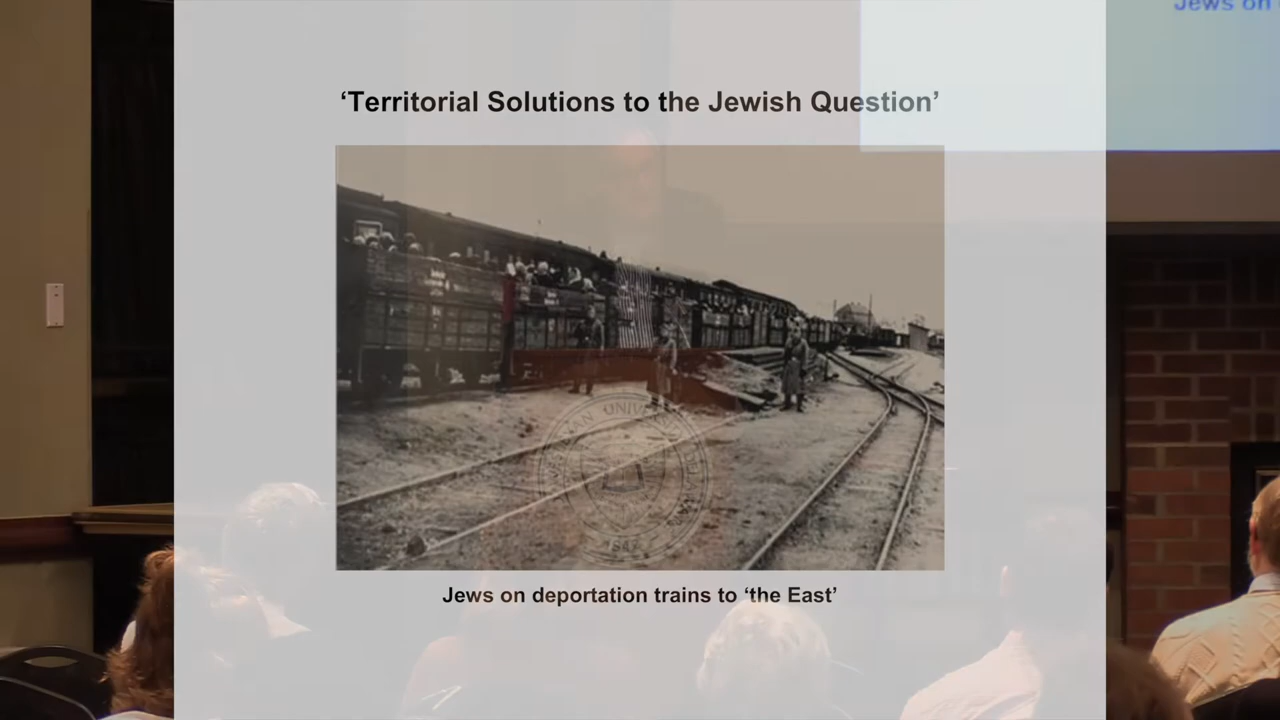 Jews on
‘Territorial Solutions to the Jewish Question’
Jews on deportation trains to ‘the East’